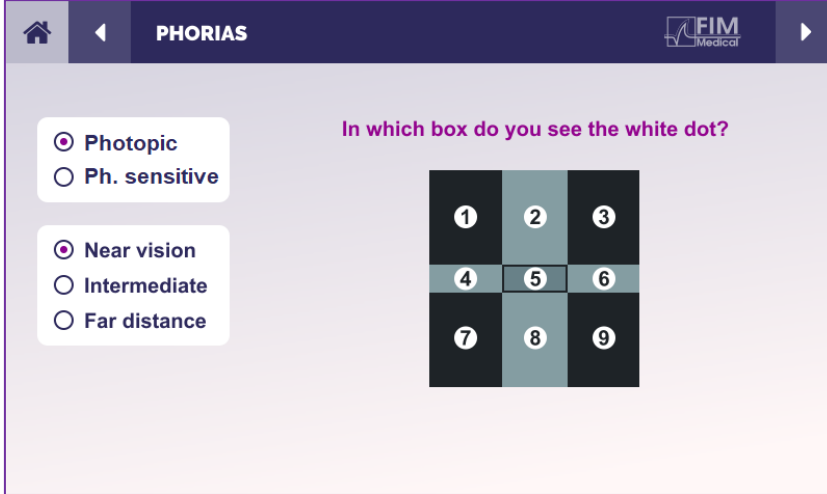 PHORIAS
FIM
Medical
Photopic
Ph. sensitive
Near vision
Intermediate
Far distance
In which box do you see the white dot?
1 2 3
4 5 6
7 8 9